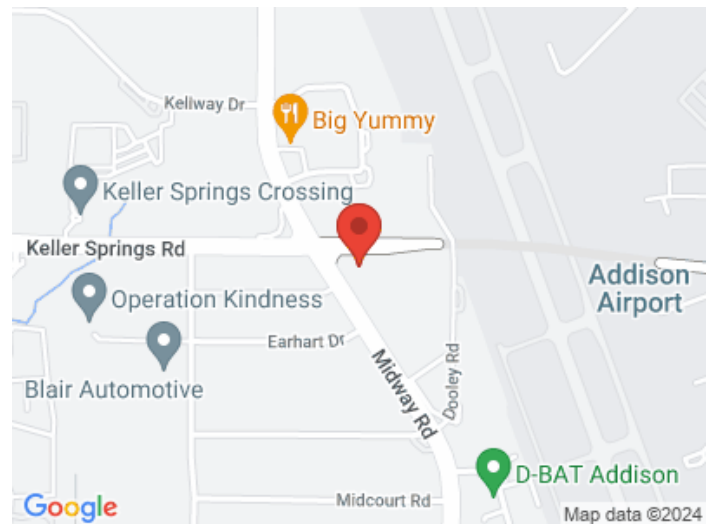 Kellway Dr
Big Yummy
Keller Springs Crossing
Keller Springs Rd
Addison
Airport
Operation Kindness
Earhart Dr
Blair Automotive
Midway Rd
Dooley Rd
D-BAT Addison
Midcourt Rd
Google
Map data ©2024